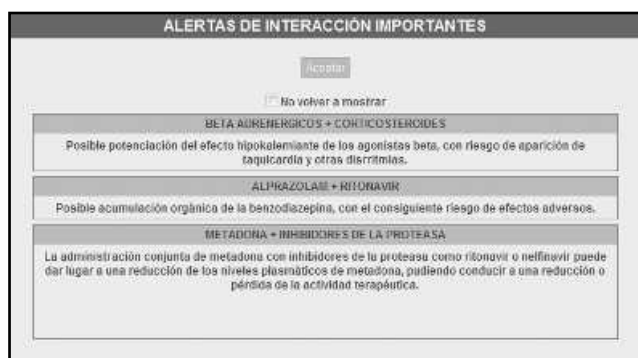 ALERTAS DE INTERACCIÓN IMPORTANTES
Aceptar
No volver a mostrar
BETA ADRENERGICOS + CORTICOSTEROIDES
Posible potenciación del efecto hipokalemiante de los agonistas beta, con riesgo de aparición de
taquicardia y otras disrritmias.
ALPRAZOLAM + RITONAVIR
Posible acumulación orgánica de la benzodiazepina, con el consiguiente riesgo de efectos adversos.
METADONA + INHIBIDORES DE LA PROTEASA
La administración conjunta de metadona con inhibidores de la proteasa como ritonavir o nelfinavir puede
dar lugar a una reducción de los niveles plasmáticos de metadona, pudiendo conducir a una reducción o
pérdida de la actividad terapéutica.